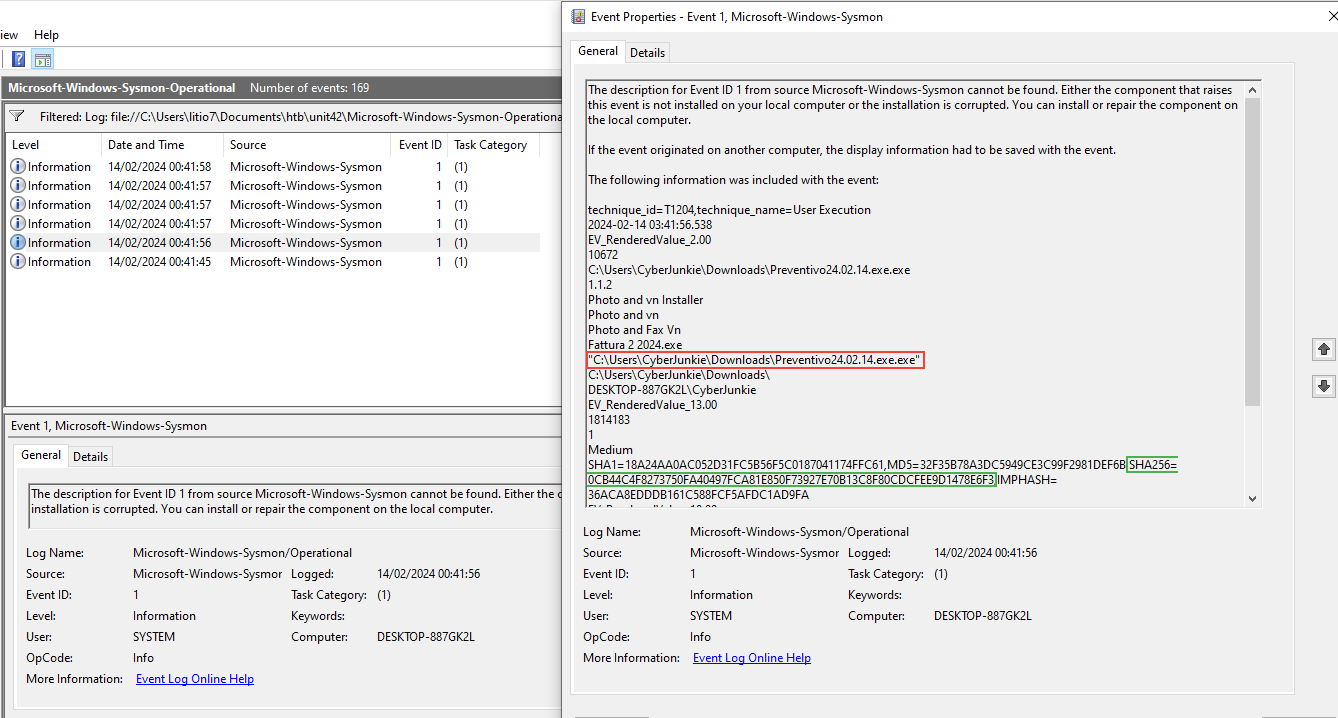 iew Help
Microsoft-Windows-Sysmon-Operational Number of events: 169
Filtered: Log: file://C:\Users\litio7\Documents\htb\unit42\Microsoft-Windows-Sysmon-Operationa
Level Date and Time Source Event ID Task Category
Information 14/02/2024 00:41:58 Microsoft-Windows-Sysmon 1 (1)
Information 14/02/2024 00:41:57 Microsoft-Windows-Sysmon 1 (1)
Information 14/02/2024 00:41:57 Microsoft-Windows-Sysmon 1 (1)
Information 14/02/2024 00:41:57 Microsoft-Windows-Sysmon 1 (1)
Information 14/02/2024 00:41:56 Microsoft-Windows-Sysmon 1 (1)
Information 14/02/2024 00:41:45 Microsoft-Windows-Sysmon 1 (1)
Event 1, Microsoft-Windows-Sysmon
General Details
The description for Event ID 1 from source Microsoft-Windows-Sysmon cannot be found. Either the c
installation is corrupted. You can install or repair the component on the local computer.
Log Name: Microsoft-Windows-Sysmon/Operational
Source: Microsoft-Windows-Sysmor Logged: 14/02/2024 00:41:56
Event ID: 1 Task Category: (1)
Level: Information Keywords:
User: SYSTEM Computer: DESKTOP-887GK2L
OpCode: Info
More Information: Event Log Online Help
Event Properties - Event 1, Microsoft-Windows-Sysmon
General Details
The description for Event ID 1 from source Microsoft-Windows-Sysmon cannot be found. Either the component that raises
this event is not installed on your local computer or the installation is corrupted. You can install or repair the component on
the local computer.
If the event originated on another computer, the display information had to be saved with the event.
The following information was included with the event:
technique_id=T1204,technique_name=User Execution
2024-02-14 03:41:56.538
EV_RenderedValue_2.00
10672
C:\Users\CyberJunkie\Downloads\Preventivo24.02.14.exe.exe
1.1.2
Photo and vn Installer
Photo and vn
Photo and Fax Vn
Fattura 2 2024.exe
"C:\Users\CyberJunkie\Downloads\Preventivo24.02.14.exe.exe"
C:\Users\CyberJunkie\Downloads\
DESKTOP-887GK2L\CyberJunkie
EV_RenderedValue_13.00
1814183
1
Medium
SHA1=18A24AA0AC052D31FC5B56F5C0187041174FFC61,MD5=32F35B78A3DC5949CE3C99F2981DEF6B,SHA256=
0CB44C4F8273750FA40497FCA81E850F73927E70B13C8F80CDCFEE9D1478E6F3,IMPHASH=
36ACA8EDDDB161C588FCF5AFDC1AD9FA
EV_RenderedValue_18.00
Log Name: Microsoft-Windows-Sysmon/Operational
Source: Microsoft-Windows-Sysmor Logged: 14/02/2024 00:41:56
Event ID: 1 Task Category: (1)
Level: Information Keywords:
User: SYSTEM Computer: DESKTOP-887GK2L
OpCode: Info
More Information: Event Log Online Help